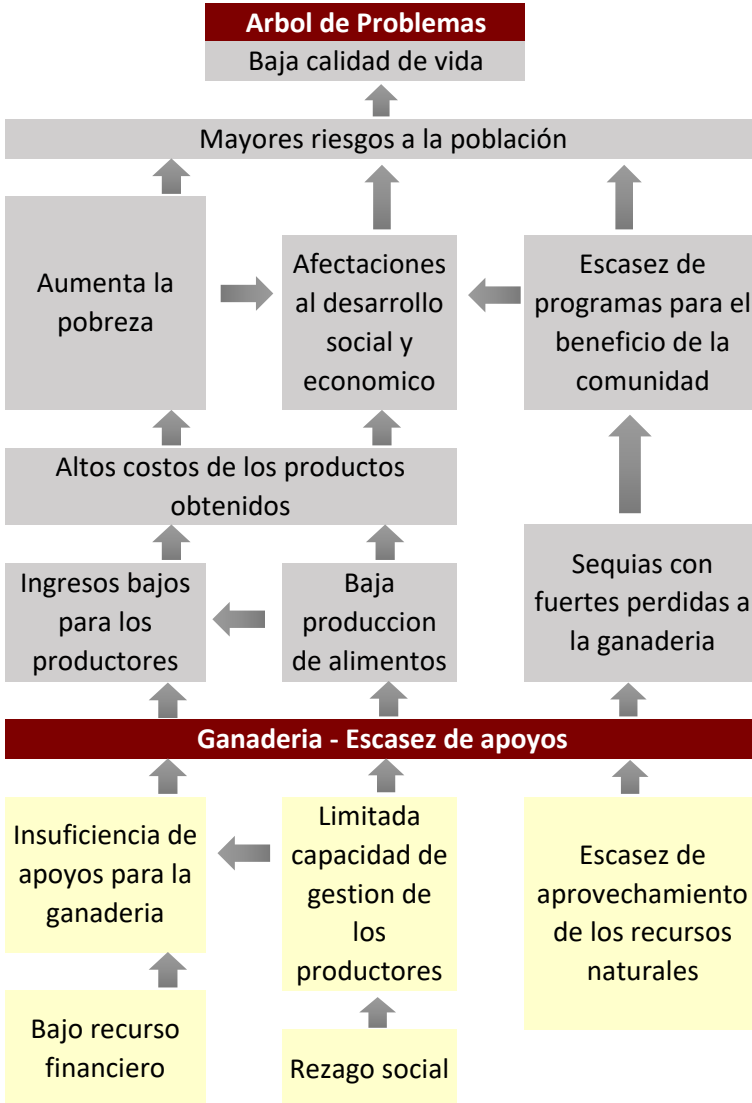 Arbol de Problemas
Baja calidad de vida
Mayores riesgos a la población
Aumenta la
pobreza
Afectaciones
al desarrollo
social y
economico
Escasez de
programas para el
beneficio de la
comunidad
Altos costos de los productos
obtenidos
Ingresos bajos
para los
productores
Baja
produccion
de alimentos
Sequias con
fuertes perdidas a
la ganaderia
Ganaderia - Escasez de apoyos
Insuficiencia de
apoyos para la
ganaderia
Limitada
capacidad de
gestion de
los
productores
Escasez de
aprovechamiento
de los recursos
naturales
Bajo recurso
financiero
Rezago social